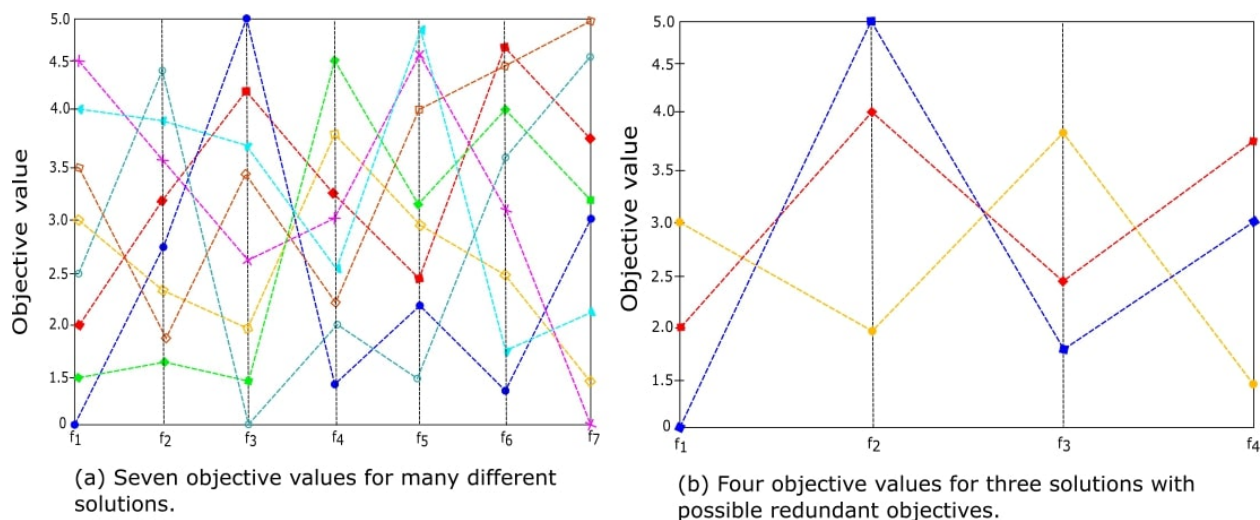 5.0
4.5
4.0
3.5
3.0
2.5
2.0
1.5
0
Objective value
f1 f2 f3 f4 f5 f6 f7
(a) Seven objective values for many different
solutions.
5.0
4.5
4.0
3.5
3.0
2.5
2.0
1.5
0
Objective value
f1 f2 f3 f4
(b) Four objective values for three solutions with
possible redundant objectives.